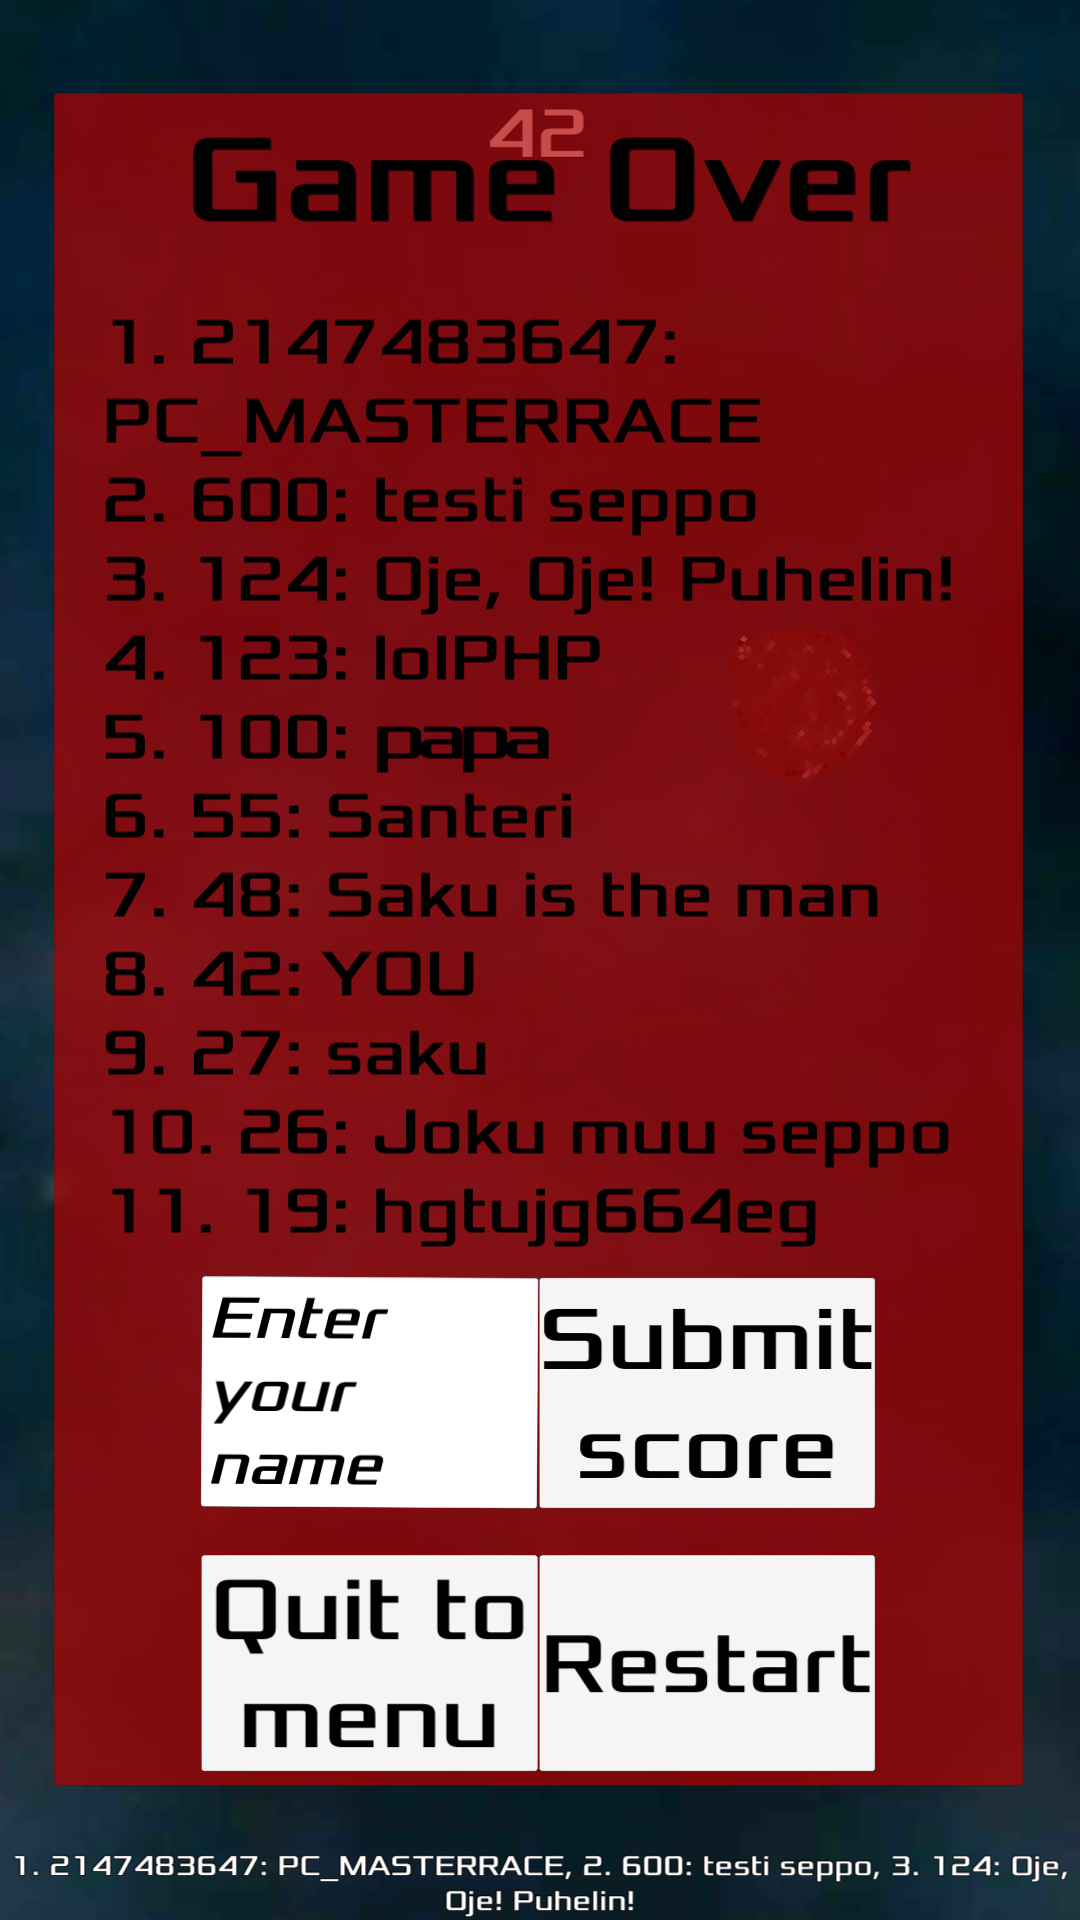 42
Game Over
1. 2147483647:
PC_MASTERRACE
2. 600: testi seppo
3. 124: Oje, Oje! Puhelin!
4. 123: lolPHP
5. 100: papa
6. 55: Santeri
7. 48: Saku is the man
8. 42: YOU
9. 27: saku
10. 26: Joku muu seppo
11. 19: hgtujg664eg
Enter
your
name
Submit
score
Quit to
menu
Restart
1. 2147483647: PC_MASTERRACE, 2. 600: testi seppo, 3. 124: Oje,
Oje! Puhelin!